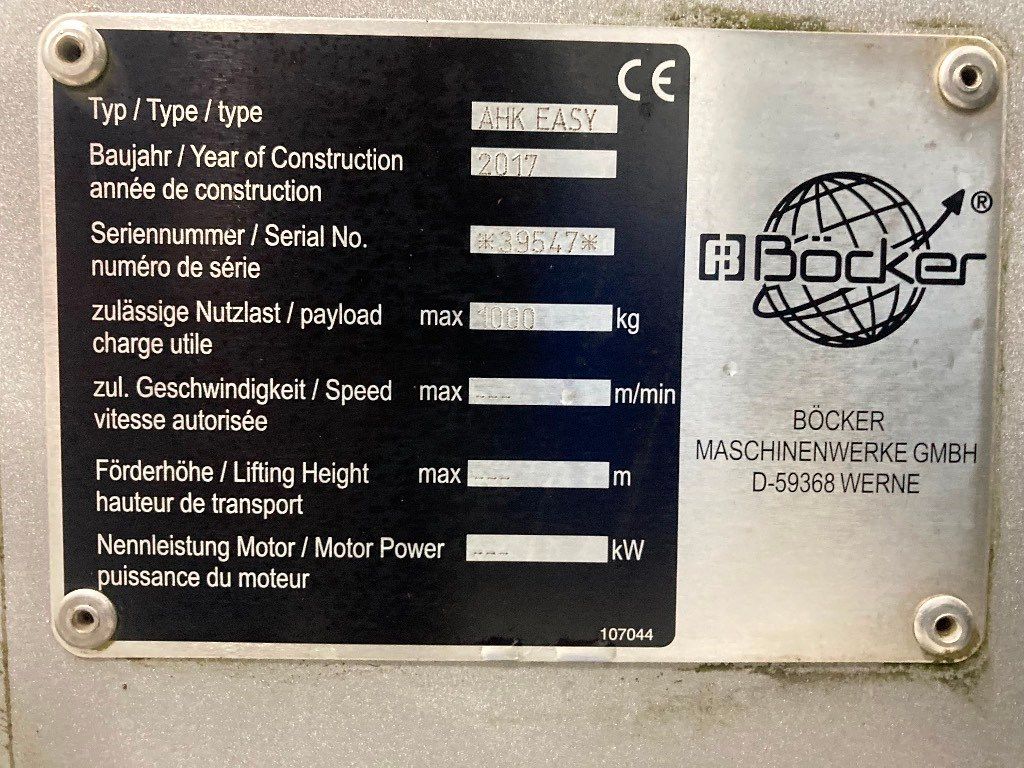 CE
Typ / Type / type AHK EASY
Baujahr / Year of Construction 2017
année de construction
Seriennummer / Serial No. *39547*
numéro de série
zulässige Nutzlast / payload max 1000 kg
charge utile
zul. Geschwindigkeit / Speed max --- m/min
vitesse autorisée
Förderhöhe / Lifting Height max --- m
hauteur de transport
Nennleistung Motor / Motor Power --- kW
puissance du moteur
107044
Böcker ®
BÖCKER
MASCHINENWERKE GMBH
D-59368 WERNE